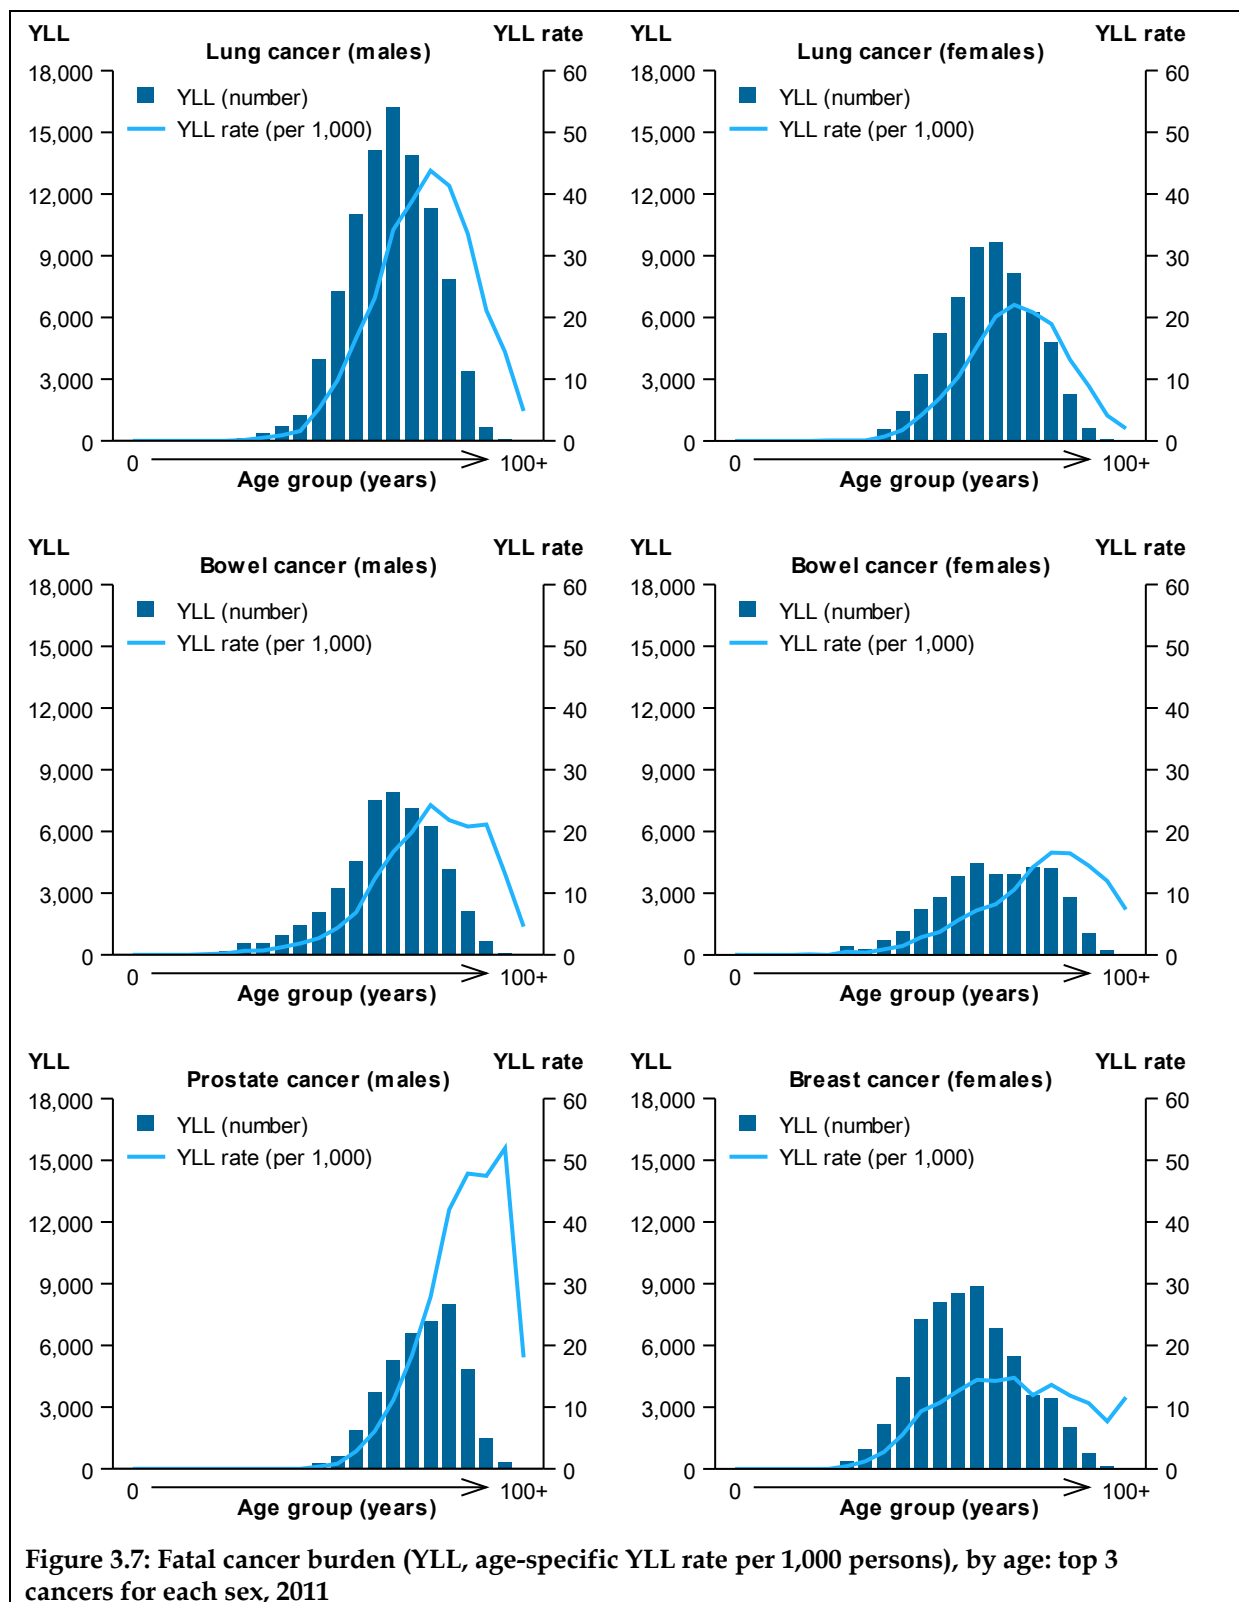 YLL
YLL rate
Lung cancer (males)
18,000
15,000
12,000
9,000
6,000
3,000
0
60
50
40
30
20
10
0
YLL (number)
YLL rate (per 1,000)
0
100+
Age group (years)
YLL
YLL rate
Lung cancer (females)
18,000
15,000
12,000
9,000
6,000
3,000
0
60
50
40
30
20
10
0
YLL (number)
YLL rate (per 1,000)
0
100+
Age group (years)
YLL
YLL rate
Bowel cancer (males)
18,000
15,000
12,000
9,000
6,000
3,000
0
60
50
40
30
20
10
0
YLL (number)
YLL rate (per 1,000)
0
100+
Age group (years)
YLL
YLL rate
Bowel cancer (females)
18,000
15,000
12,000
9,000
6,000
3,000
0
60
50
40
30
20
10
0
YLL (number)
YLL rate (per 1,000)
0
100+
Age group (years)
YLL
YLL rate
Prostate cancer (males)
18,000
15,000
12,000
9,000
6,000
3,000
0
60
50
40
30
20
10
0
YLL (number)
YLL rate (per 1,000)
0
100+
Age group (years)
YLL
YLL rate
Breast cancer (females)
18,000
15,000
12,000
9,000
6,000
3,000
0
60
50
40
30
20
10
0
YLL (number)
YLL rate (per 1,000)
0
100+
Age group (years)
Figure 3.7: Fatal cancer burden (YLL, age-specific YLL rate per 1,000 persons), by age: top 3
cancers for each sex, 2011